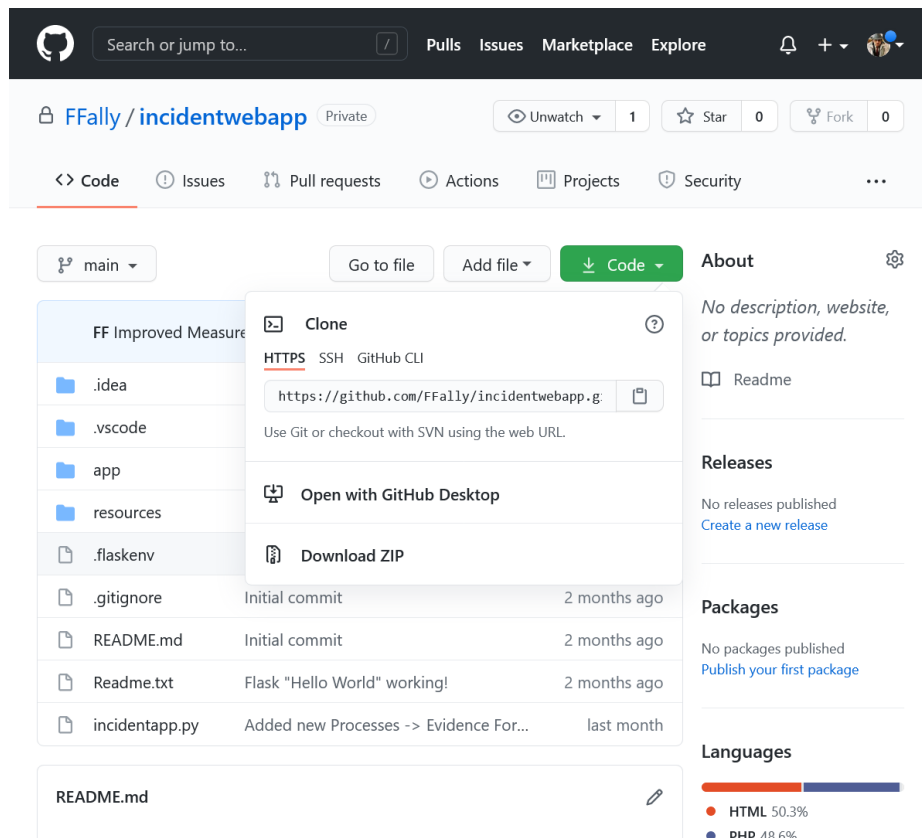 Search or jump to... / Pulls Issues Marketplace Explore
FFally / incidentwebapp Private Unwatch 1 Star 0 Fork 0
Code Issues Pull requests Actions Projects Security ...
main Go to file Add file Code About
No description, website,
or topics provided.
Readme
FF Improved Measure
Clone
HTTPS SSH GitHub CLI
https://github.com/FFally/incidentwebapp.g
Use Git or checkout with SVN using the web URL.
Open with GitHub Desktop
Download ZIP
.idea
.vscode
app
resources
.flaskenv
.gitignore Initial commit 2 months ago
README.md Initial commit 2 months ago
Readme.txt Flask "Hello World" working! 2 months ago
incidentapp.py Added new Processes -> Evidence For... last month
Releases
No releases published
Create a new release
Packages
No packages published
Publish your first package
Languages
HTML 50.3%
PHP 48.6%
README.md